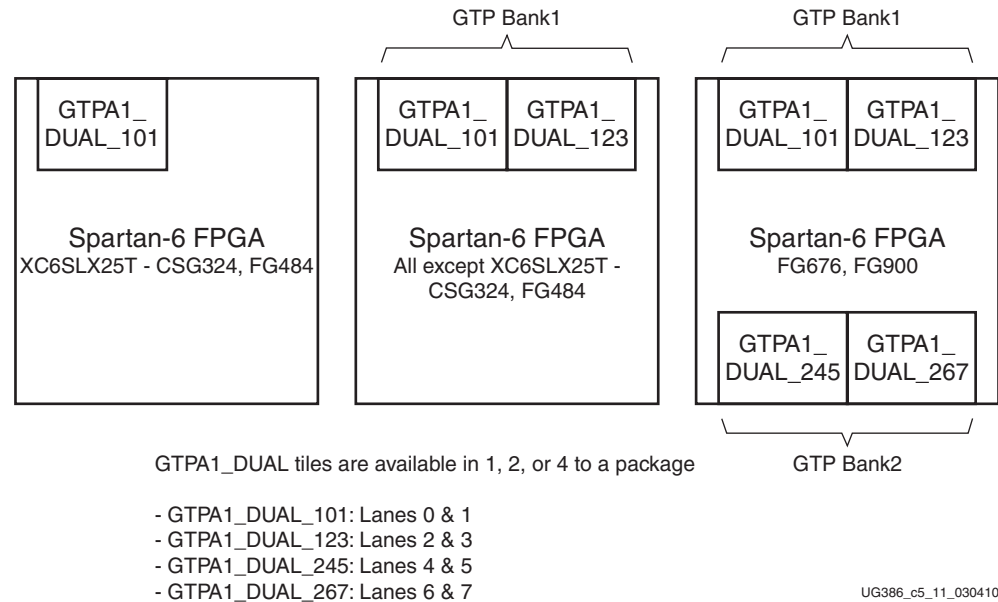 GTP Bank1
GTP Bank1
GTPA1_
DUAL_101
GTPA1_
DUAL_101
GTPA1_
DUAL_123
GTPA1_
DUAL_101
GTPA1_
DUAL_123
Spartan-6 FPGA
XC6SLX25T - CSG324, FG484
Spartan-6 FPGA
All except XC6SLX25T -
CSG324, FG484
Spartan-6 FPGA
FG676, FG900
GTPA1_
DUAL_245
GTPA1_
DUAL_267
GTP Bank2
GTPA1_DUAL tiles are available in 1, 2, or 4 to a package
- GTPA1_DUAL_101: Lanes 0 & 1
- GTPA1_DUAL_123: Lanes 2 & 3
- GTPA1_DUAL_245: Lanes 4 & 5
- GTPA1_DUAL_267: Lanes 6 & 7
UG386_c5_11_030410